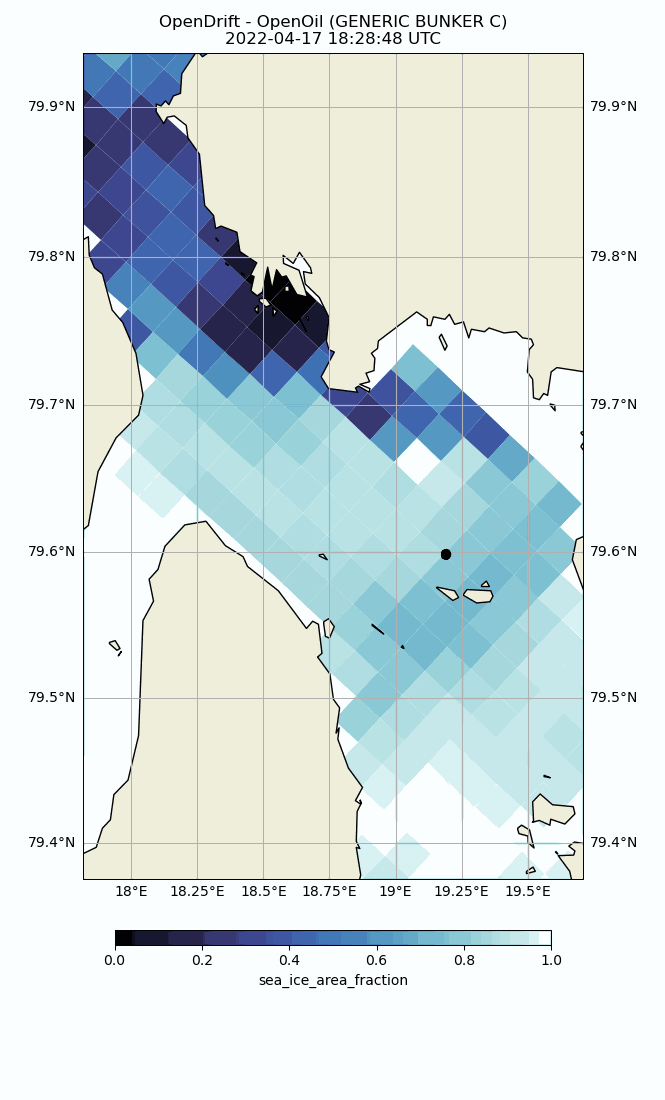 OpenDrift - OpenOil (GENERIC BUNKER C)
2022-04-17 18:28:48 UTC
79.9°N 79.9°N
79.8°N 79.8°N
79.7°N 79.7°N
79.6°N 79.6°N
79.5°N 79.5°N
79.4°N 79.4°N
18°E 18.25°E 18.5°E 18.75°E 19°E 19.25°E 19.5°E
0.0 0.2 0.4 0.6 0.8 1.0
sea_ice_area_fraction